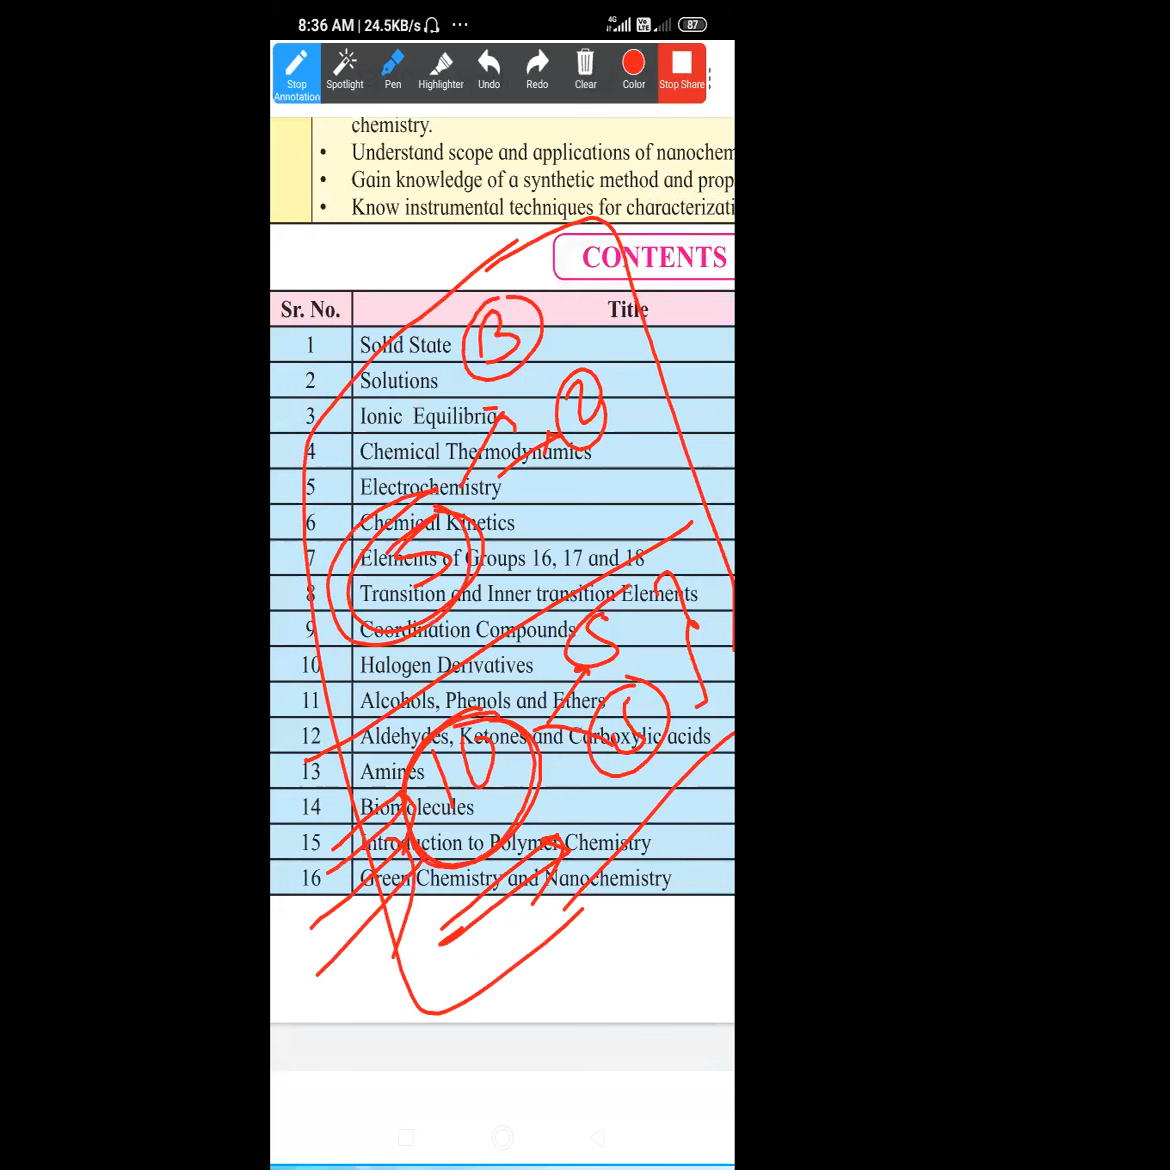 8:36 AM | 24.5KB/s ... 4G Vo LTE 87
Stop Annotation Spotlight Pen Highlighter Undo Redo Clear Color Stop Share
chemistry.
• Understand scope and applications of nanochem
• Gain knowledge of a synthetic method and prop
• Know instrumental techniques for characterizati
CONTENTS
Sr. No. Title
1 Solid State
2 Solutions
3 Ionic Equilibria
4 Chemical Thermodynamics
5 Electrochemistry
6 Chemical Kinetics
7 Elements of Groups 16, 17 and 18
8 Transition and Inner transition Elements
9 Coordination Compounds
10 Halogen Derivatives
11 Alcohols, Phenols and Ethers
12 Aldehydes, Ketones and Carboxylic acids
13 Amines
14 Biomolecules
15 Introduction to Polymer Chemistry
16 Green Chemistry and Nanochemistry